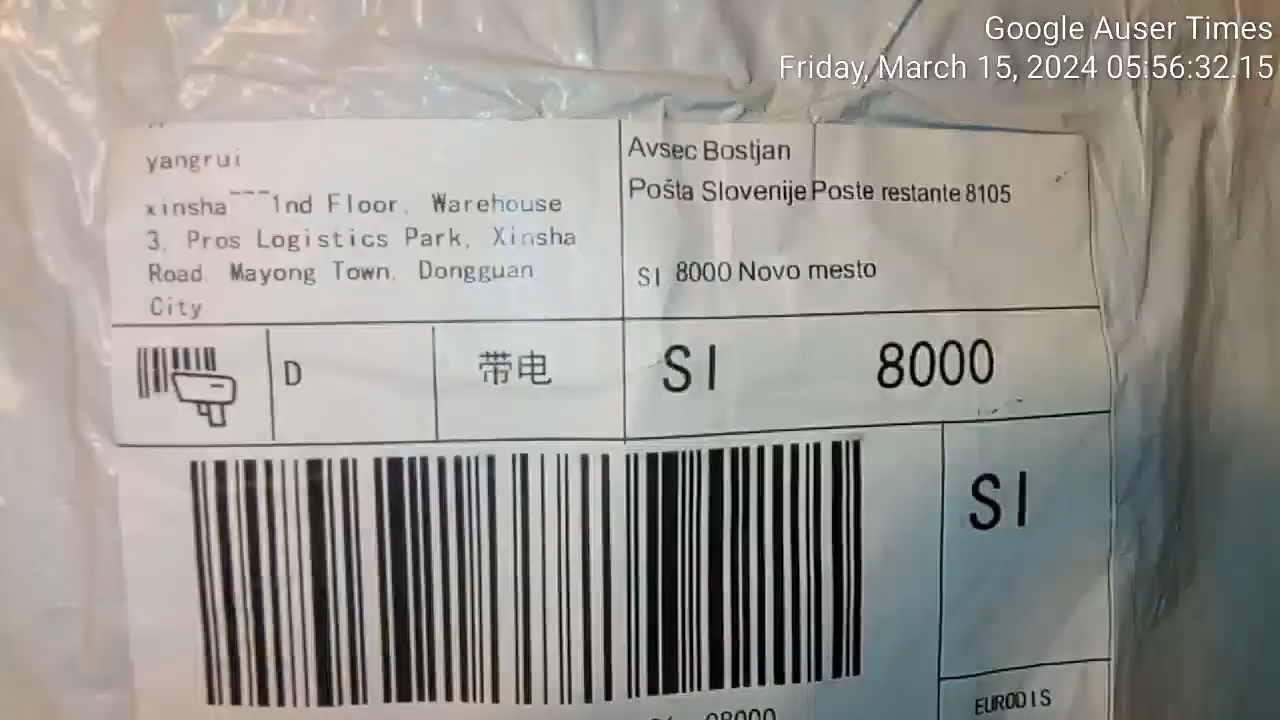 Google Auser Times
Friday, March 15, 2024 05:56:32.15
yangrui
xinsha~~~1nd Floor, Warehouse
3, Pros Logistics Park, Xinsha
Road, Mayong Town, Dongguan
City
Avsec Bostjan
Pošta Slovenije Poste restante 8105
SI 8000 Novo mesto
D
带电
SI 8000
SI
EURODIS
08000